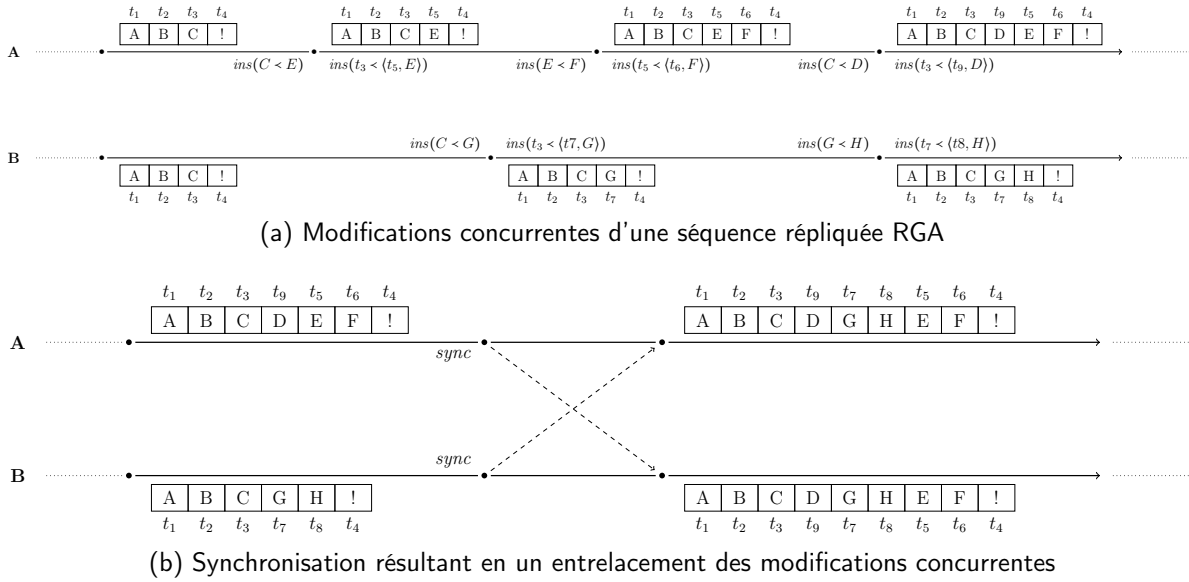 t₁ t₂ t₃ t₄ t₁ t₂ t₃ t₅ t₄ t₁ t₂ t₃ t₅ t₆ t₄ t₁ t₂ t₃ t₉ t₅ t₆ t₄
A B C ! A B C E ! A B C E F ! A B C D E F !
A
ins(C ≺ E) ins(t₃ ≺ ⟨t₅, E⟩) ins(E ≺ F) ins(t₅ ≺ ⟨t₆, F⟩) ins(C ≺ D) ins(t₃ ≺ ⟨t₉, D⟩)
ins(C ≺ G) ins(t₃ ≺ ⟨t7, G⟩) ins(G ≺ H) ins(t₇ ≺ ⟨t8, H⟩)
B
A B C ! A B C G ! A B C G H !
t₁ t₂ t₃ t₄ t₁ t₂ t₃ t₇ t₄ t₁ t₂ t₃ t₇ t₈ t₄
(a) Modifications concurrentes d'une séquence répliquée RGA
t₁ t₂ t₃ t₉ t₅ t₆ t₄ t₁ t₂ t₃ t₉ t₇ t₈ t₅ t₆ t₄
A B C D E F ! A B C D G H E F !
A
sync
sync
B
A B C G H ! A B C D G H E F !
t₁ t₂ t₃ t₇ t₈ t₄ t₁ t₂ t₃ t₉ t₇ t₈ t₅ t₆ t₄
(b) Synchronisation résultant en un entrelacement des modifications concurrentes